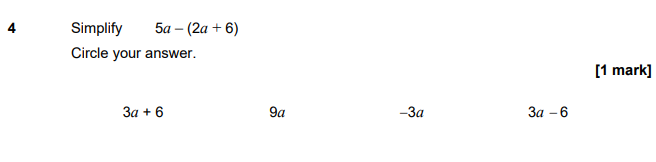 4 Simplify 5a – (2a + 6)
Circle your answer.
[1 mark]
3a + 6 9a –3a 3a – 6